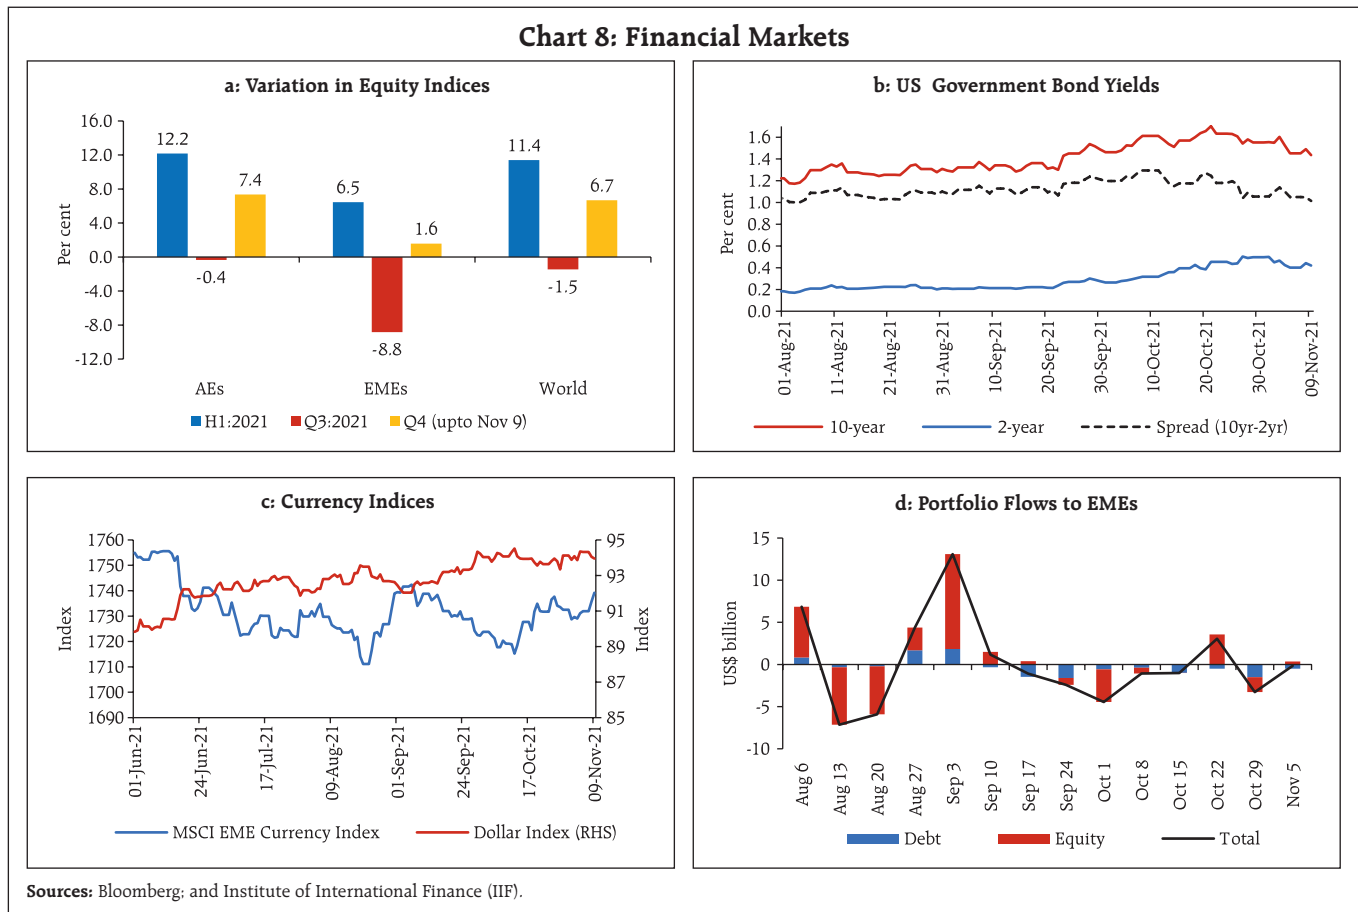 Chart 8: Financial Markets
a: Variation in Equity Indices
Per cent
16.0
12.0
8.0
4.0
0.0
-4.0
-8.0
-12.0
12.2
-0.4
7.4
6.5
-8.8
1.6
11.4
-1.5
6.7
AEs
EMEs
World
H1:2021
Q3:2021
Q4 (upto Nov 9)
b: US Government Bond Yields
Per cent
1.6
1.4
1.2
1.0
0.8
0.6
0.4
0.2
0.0
01-Aug-21
11-Aug-21
21-Aug-21
31-Aug-21
10-Sep-21
20-Sep-21
30-Sep-21
10-Oct-21
20-Oct-21
30-Oct-21
09-Nov-21
10-year
2-year
Spread (10yr-2yr)
c: Currency Indices
Index
1760
1750
1740
1730
1720
1710
1700
1690
95
93
91
89
87
85
Index
01-Jun-21
24-Jun-21
17-Jul-21
09-Aug-21
01-Sep-21
24-Sep-21
17-Oct-21
09-Nov-21
MSCI EME Currency Index
Dollar Index (RHS)
d: Portfolio Flows to EMEs
US$ billion
15
10
5
0
-5
-10
Aug 6
Aug 13
Aug 20
Aug 27
Sep 3
Sep 10
Sep 17
Sep 24
Oct 1
Oct 8
Oct 15
Oct 22
Oct 29
Nov 5
Debt
Equity
Total
Sources: Bloomberg; and Institute of International Finance (IIF).